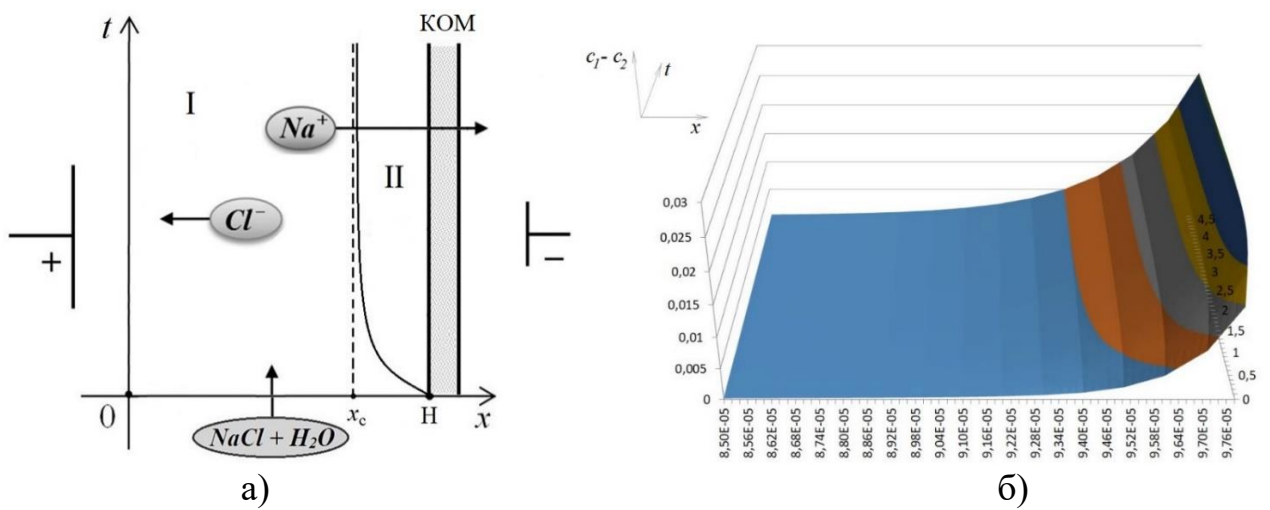 КОМ
t
I
Na⁺
II
Cl⁻
+
−
0
x_c
H
x
NaCl + H₂O
а)
c₁- c₂
t
x
0,03
0,025
0,02
0,015
0,01
0,005
0
4,5
4
3,5
3
2,5
2
1,5
1
0,5
0
8,50E-05
8,56E-05
8,62E-05
8,68E-05
8,74E-05
8,80E-05
8,86E-05
8,92E-05
8,98E-05
9,04E-05
9,10E-05
9,16E-05
9,22E-05
9,28E-05
9,34E-05
9,40E-05
9,46E-05
9,52E-05
9,58E-05
9,64E-05
9,70E-05
9,76E-05
б)